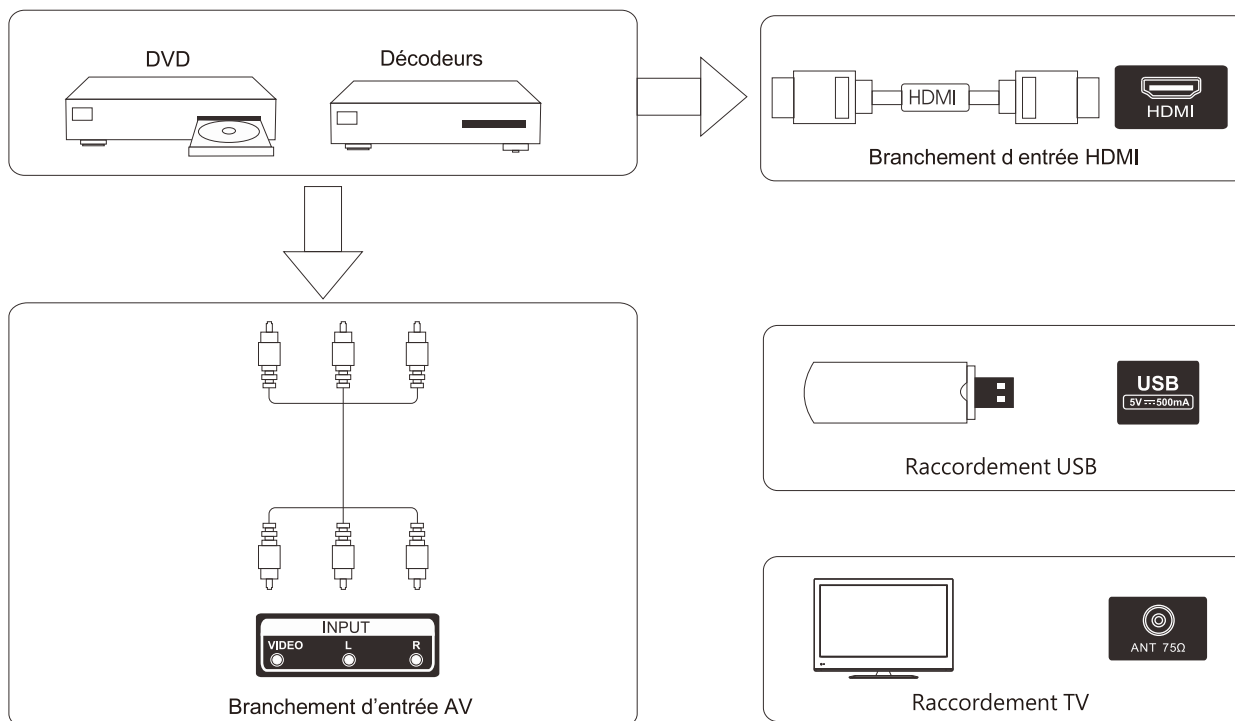 DVD
Décodeurs
HDMI
HDMI
Branchement d entrée HDMI
INPUT
VIDEO L R
Branchement d’entrée AV
USB
5V⎓500mA
Raccordement USB
ANT 75Ω
Raccordement TV